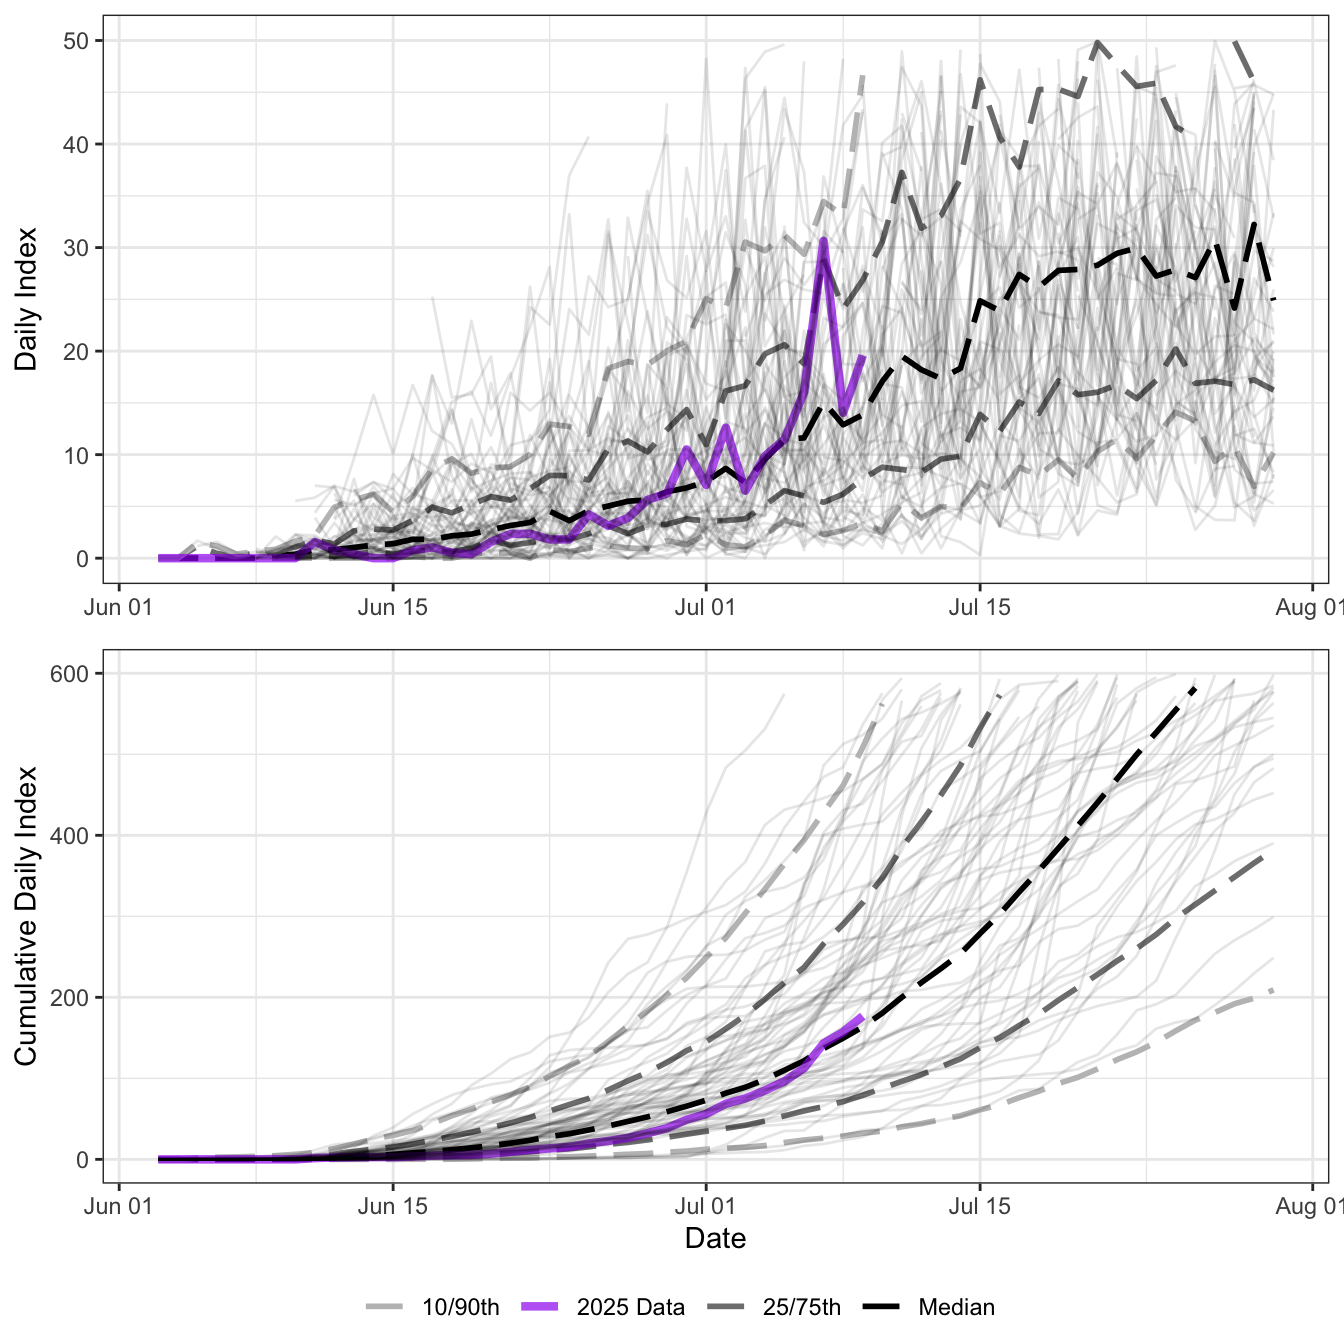 Daily Index
50
40
30
20
10
0
Jun 01 Jun 15 Jul 01 Jul 15 Aug 01
Cumulative Daily Index
600
400
200
0
Jun 01 Jun 15 Jul 01 Jul 15 Aug 01
Date
10/90th 2025 Data 25/75th Median